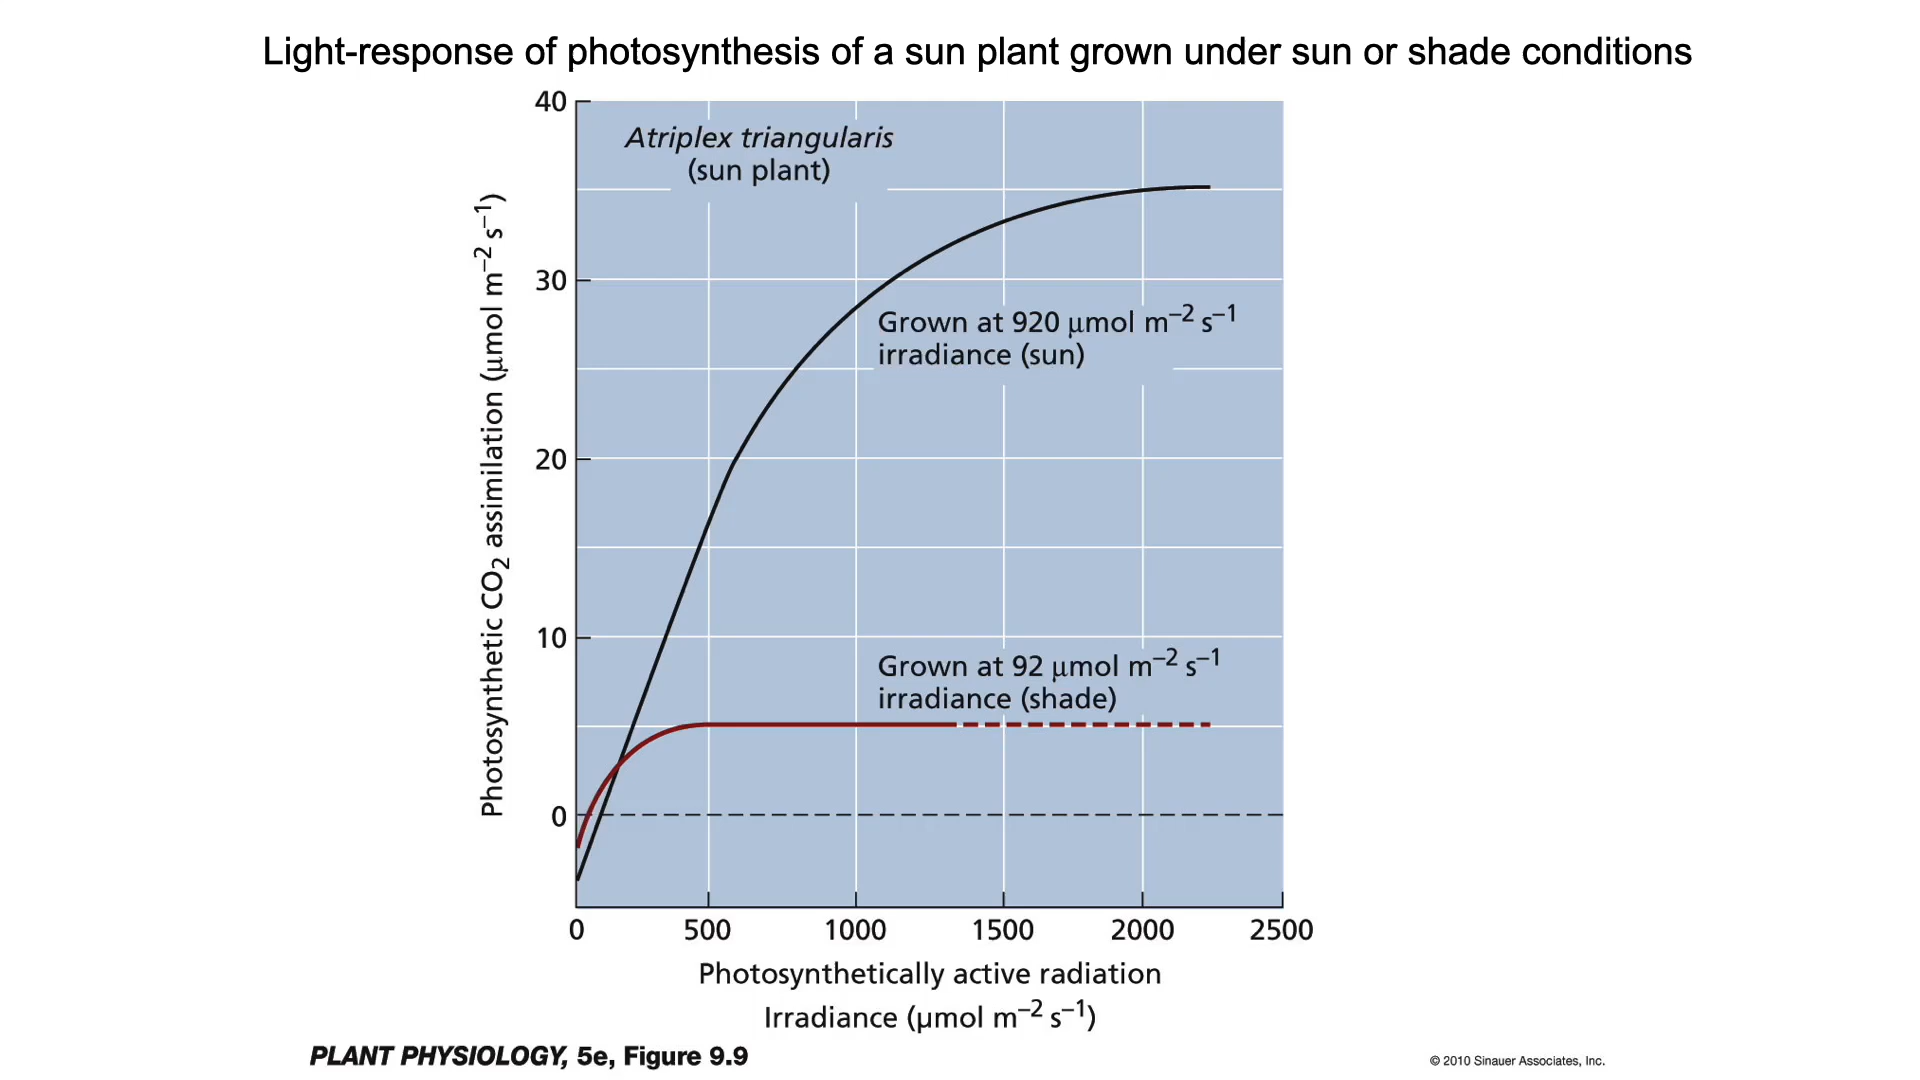 Light-response of photosynthesis of a sun plant grown under sun or shade conditions
40
Atriplex triangularis
(sun plant)
30
Grown at 920 μmol m⁻² s⁻¹
irradiance (sun)
20
10
Grown at 92 μmol m⁻² s⁻¹
irradiance (shade)
0
Photosynthetic CO₂ assimilation (μmol m⁻² s⁻¹)
0 500 1000 1500 2000 2500
Photosynthetically active radiation
Irradiance (μmol m⁻² s⁻¹)
PLANT PHYSIOLOGY, 5e, Figure 9.9
© 2010 Sinauer Associates, Inc.